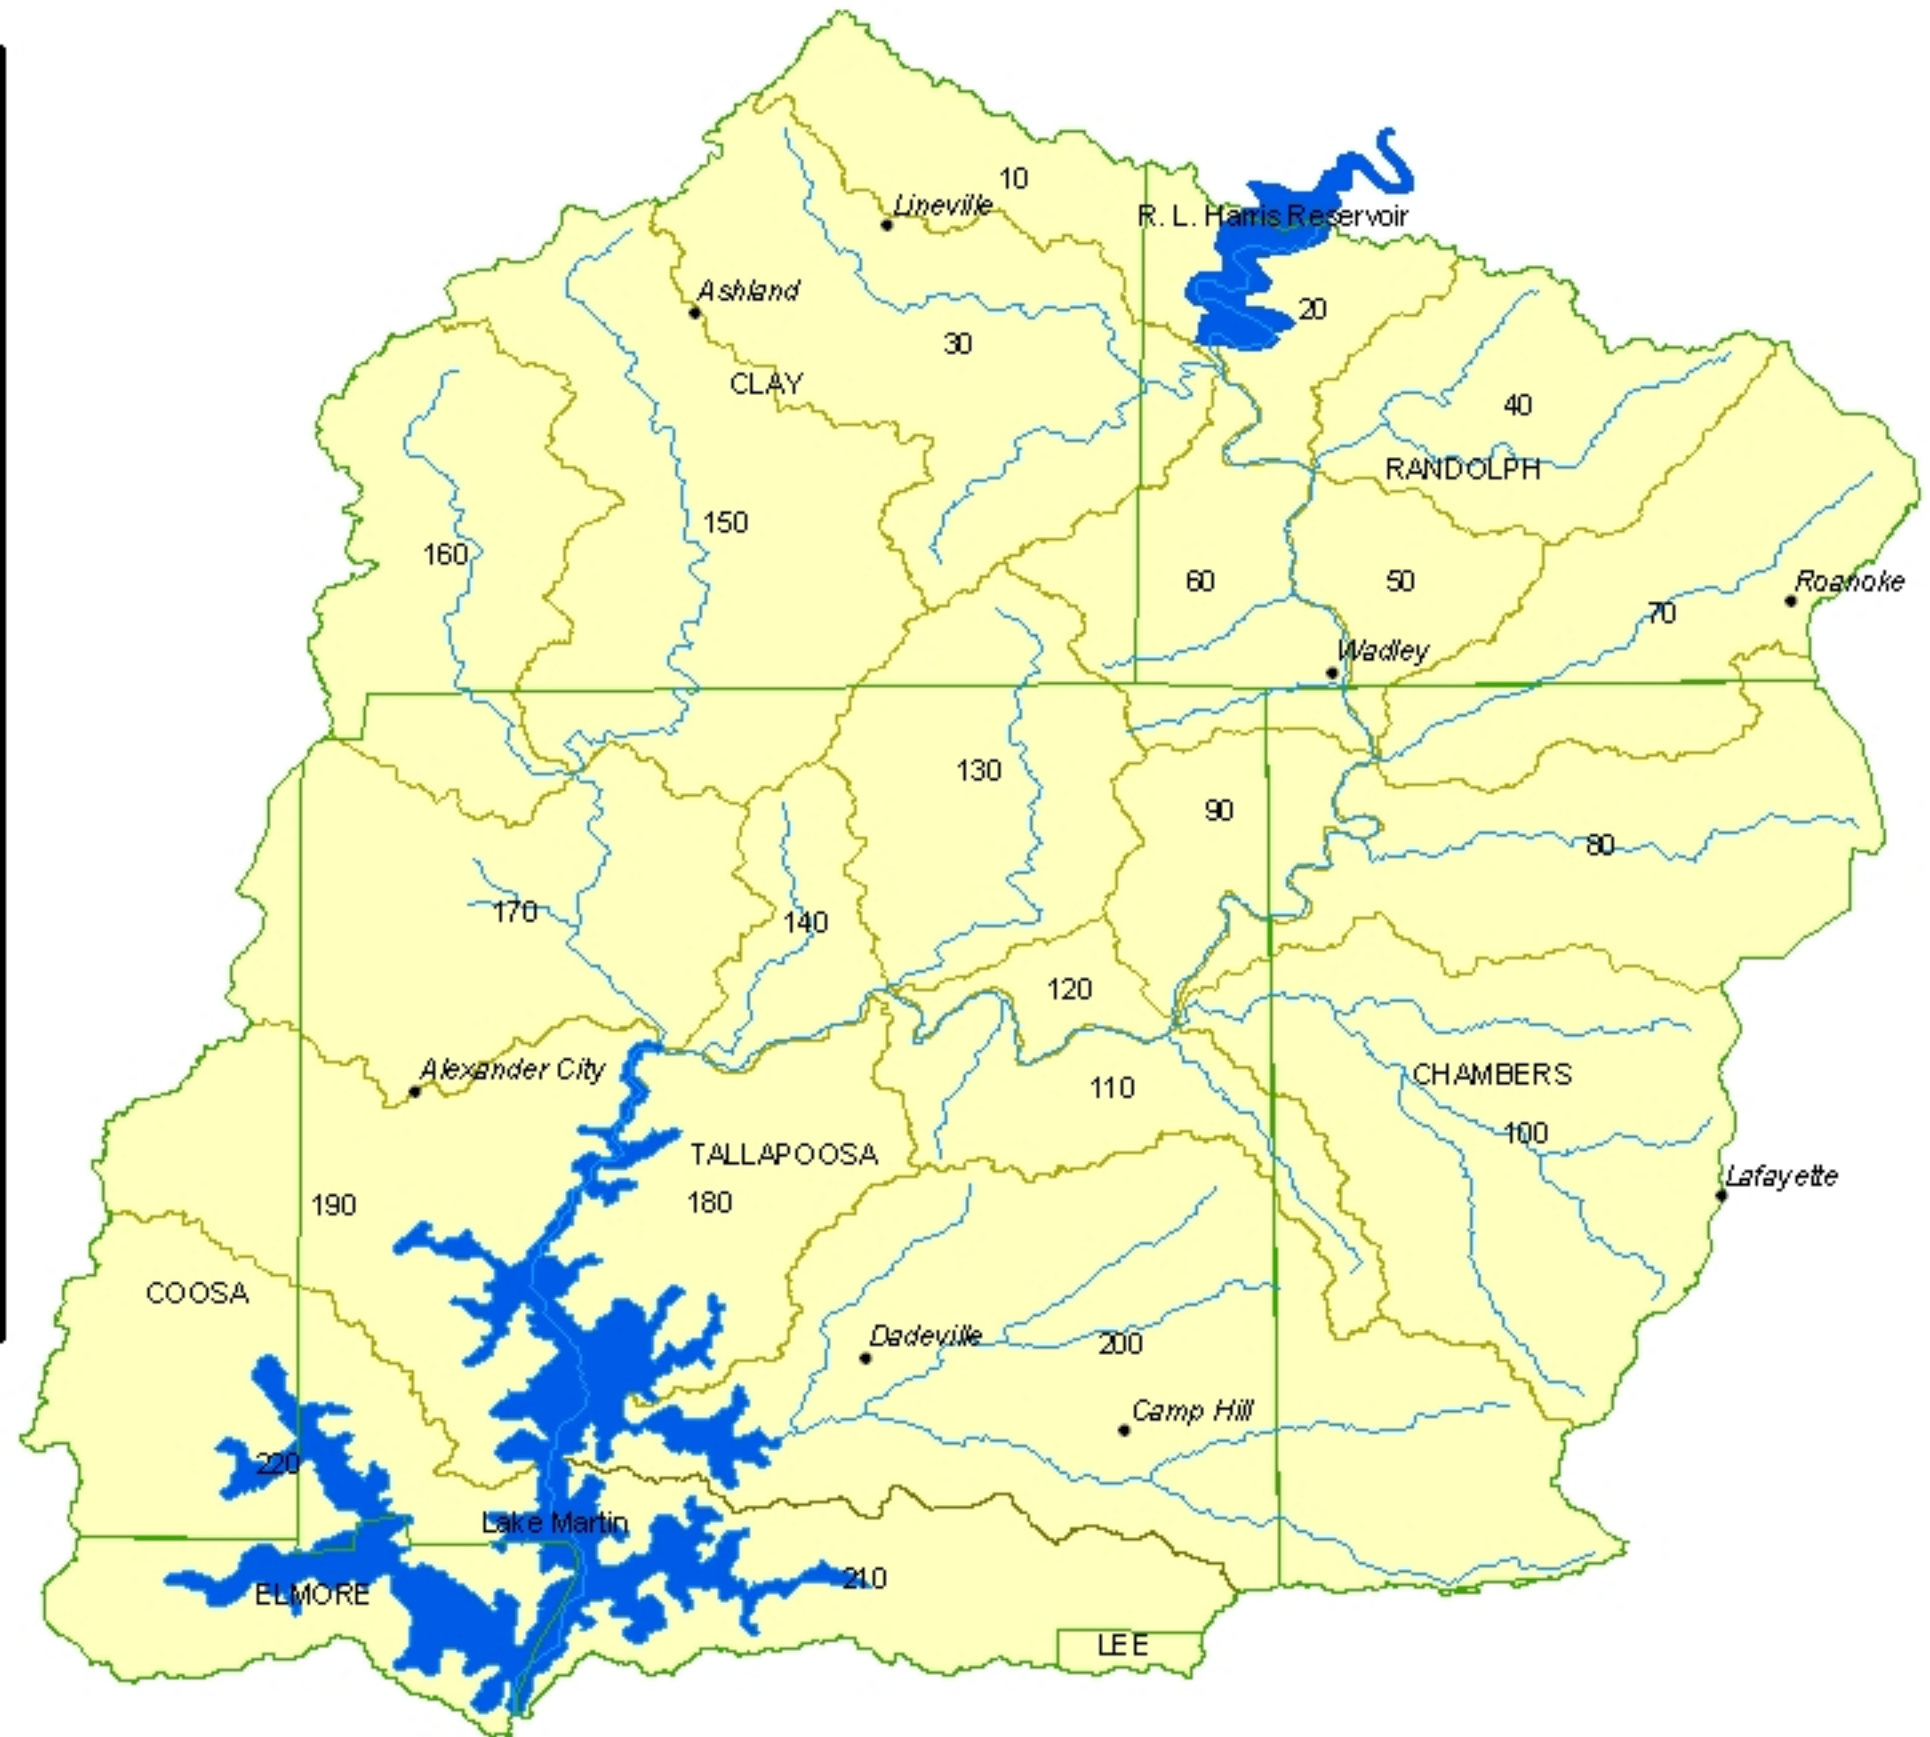 10
Lineville
R. L. Harris Reservoir
Ashland
20
30
CLAY
40
RANDOLPH
150
160
60
50
Roanoke
70
Wadley
130
90
80
170
140
120
Alexander City
110
CHAMBERS
100
TALLAPOOSA
Lafayette
190
180
COOSA
Dadeville
200
Camp Hill
220
Lake Martin
210
ELMORE
LEE